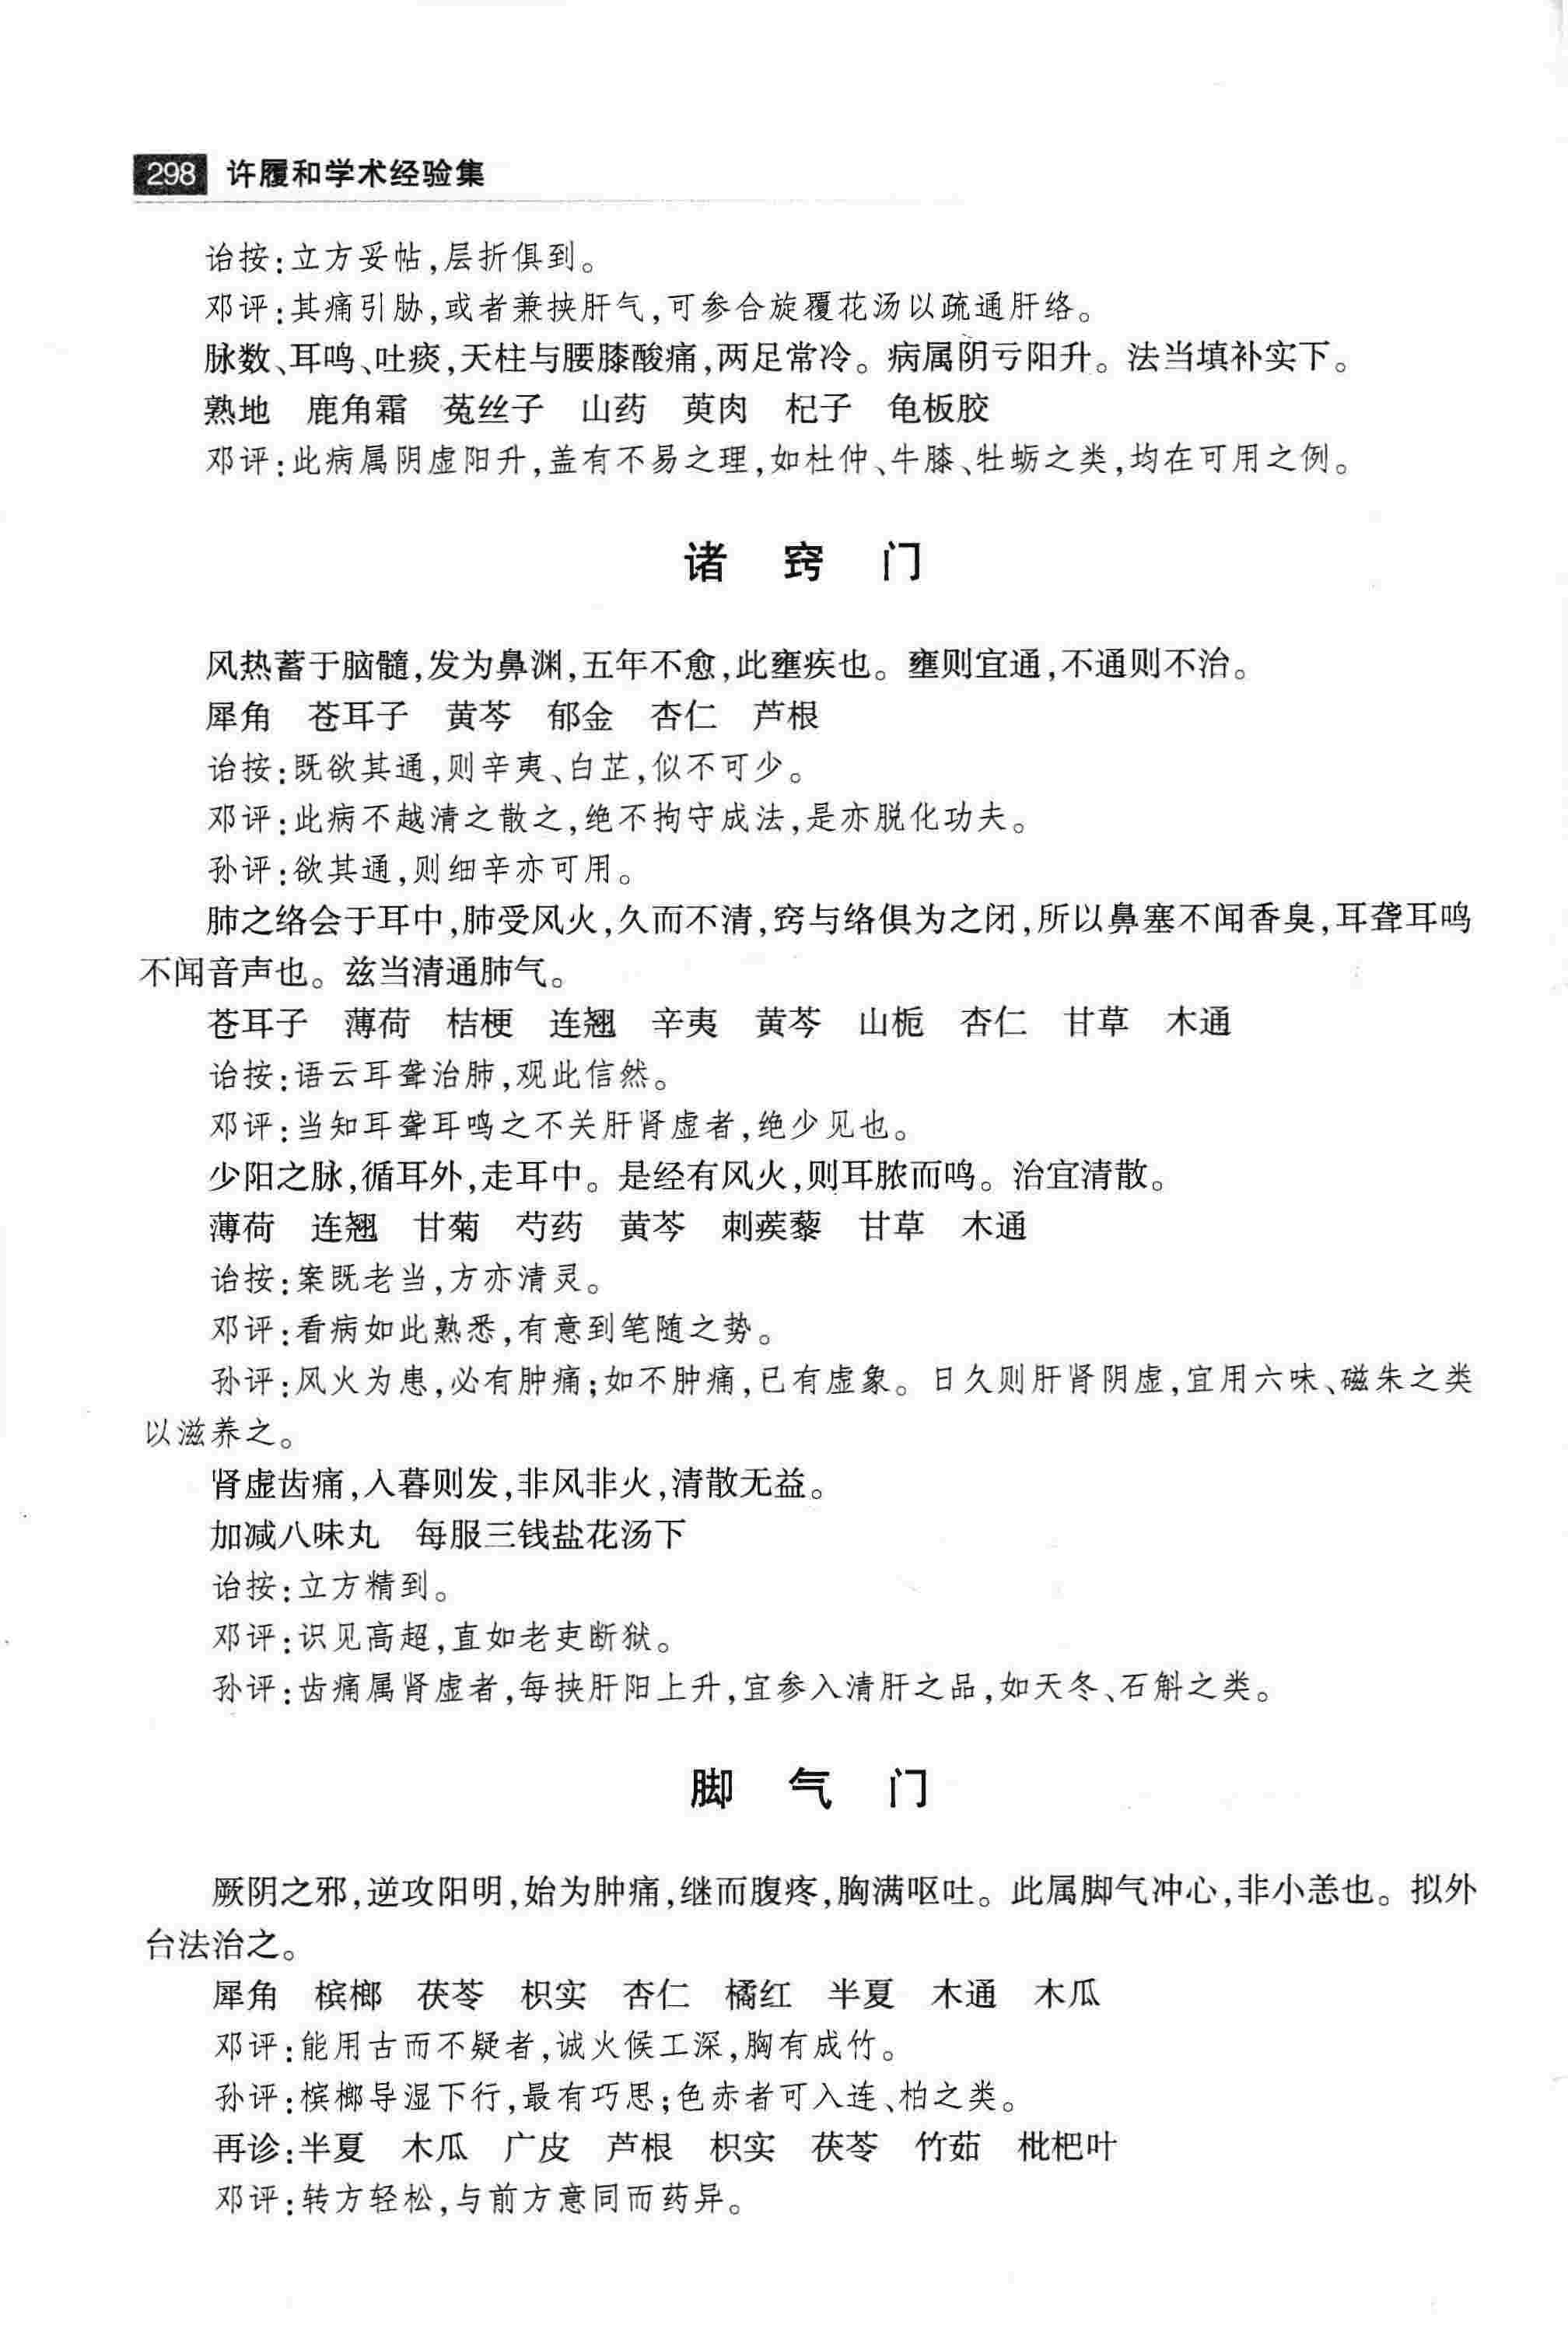 298 许履和学术经验集
诒按:立方妥帖,层折俱到。
邓评:其痛引胁,或者兼挟肝气,可参合旋覆花汤以疏通肝络。
脉数、耳鸣、吐痰,天柱与腰膝酸痛,两足常冷。病属阴亏阳升。法当填补实下。
熟地 鹿角霜 菟丝子 山药 萸肉 杞子 龟板胶
邓评:此病属阴虚阳升,盖有不易之理,如杜仲、牛膝、牡蛎之类,均在可用之例。
诸 窍 门
风热蓄于脑髓,发为鼻渊,五年不愈,此壅疾也。壅则宜通,不通则不治。
犀角 苍耳子 黄芩 郁金 杏仁 芦根
诒按:既欲其通,则辛夷、白芷,似不可少。
邓评:此病不越清之散之,绝不拘守成法,是亦脱化功夫。
孙评:欲其通,则细辛亦可用。
肺之络会于耳中,肺受风火,久而不清,窍与络俱为之闭,所以鼻塞不闻香臭,耳聋耳鸣
不闻音声也。兹当清通肺气。
苍耳子 薄荷 桔梗 连翘 辛夷 黄芩 山栀 杏仁 甘草 木通
诒按:语云耳聋治肺,观此信然。
邓评:当知耳聋耳鸣之不关肝肾虚者,绝少见也。
少阳之脉,循耳外,走耳中。是经有风火,则耳脓而鸣。治宜清散。
薄荷 连翘 甘菊 芍药 黄芩 刺蒺藜 甘草 木通
诒按:案既老当,方亦清灵。
邓评:看病如此熟悉,有意到笔随之势。
孙评:风火为患,必有肿痛;如不肿痛,已有虚象。日久则肝肾阴虚,宜用六味、磁朱之类
以滋养之。
肾虚齿痛,入暮则发,非风非火,清散无益。
加减八味丸 每服三钱盐花汤下
诒按:立方精到。
邓评:识见高超,直如老吏断狱。
孙评:齿痛属肾虚者,每挟肝阳上升,宜参入清肝之品,如天冬、石斛之类。
脚 气 门
厥阴之邪,逆攻阳明,始为肿痛,继而腹疼,胸满呕吐。此属脚气冲心,非小恙也。拟外
台法治之。
犀角 槟榔 茯苓 枳实 杏仁 橘红 半夏 木通 木瓜
邓评:能用古而不疑者,诚火候工深,胸有成竹。
孙评:槟榔导湿下行,最有巧思;色赤者可入连、柏之类。
再诊:半夏 木瓜 广皮 芦根 枳实 茯苓 竹茹 枇杷叶
邓评:转方轻松,与前方意同而药异。